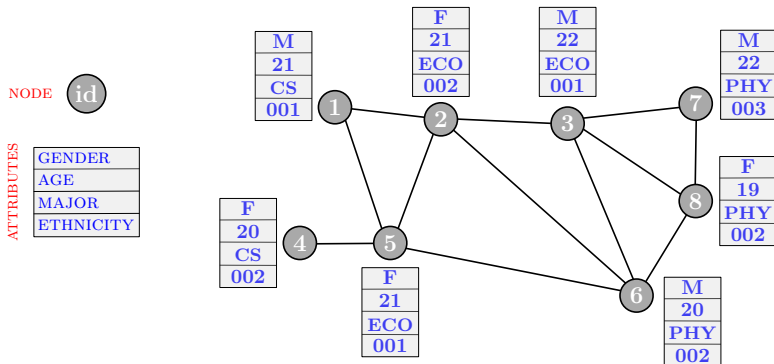 NODE
id
ATTRIBUTES
GENDER
AGE
MAJOR
ETHNICITY
M
21
CS
001
1
F
21
ECO
002
2
M
22
ECO
001
3
M
22
PHY
003
7
F
19
PHY
002
8
F
20
CS
002
4
5
F
21
ECO
001
6
M
20
PHY
002